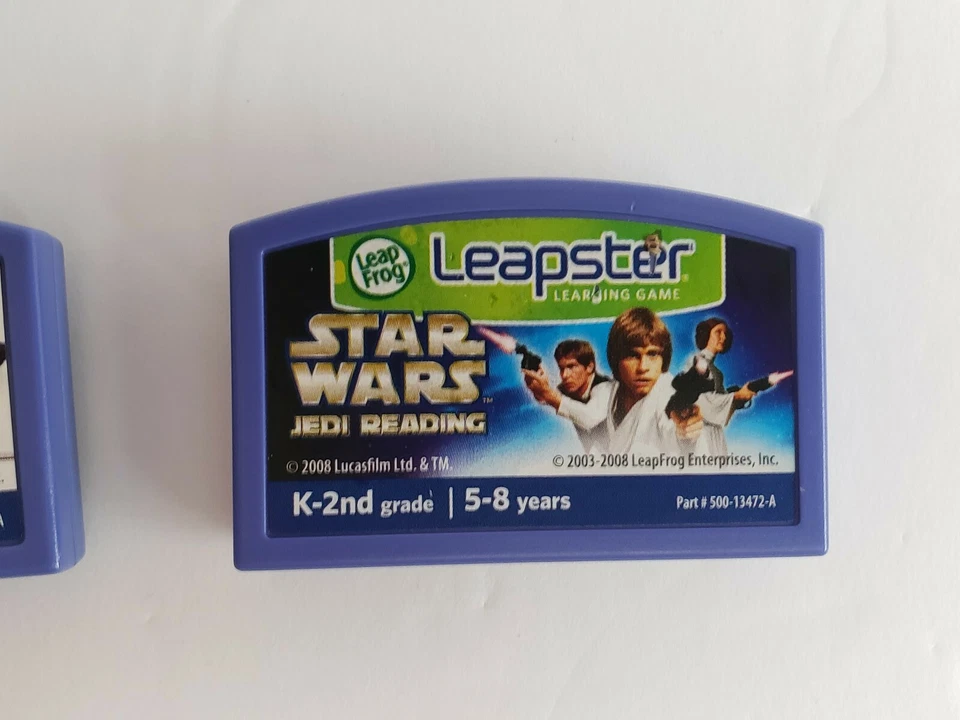 Leap
Frog
Leapster
LEARNING GAME
STAR
WARS™
JEDI READING
© 2008 Lucasfilm Ltd. & TM.
© 2003-2008 LeapFrog Enterprises, Inc.
K-2nd grade | 5-8 years
Part # 500-13472-A